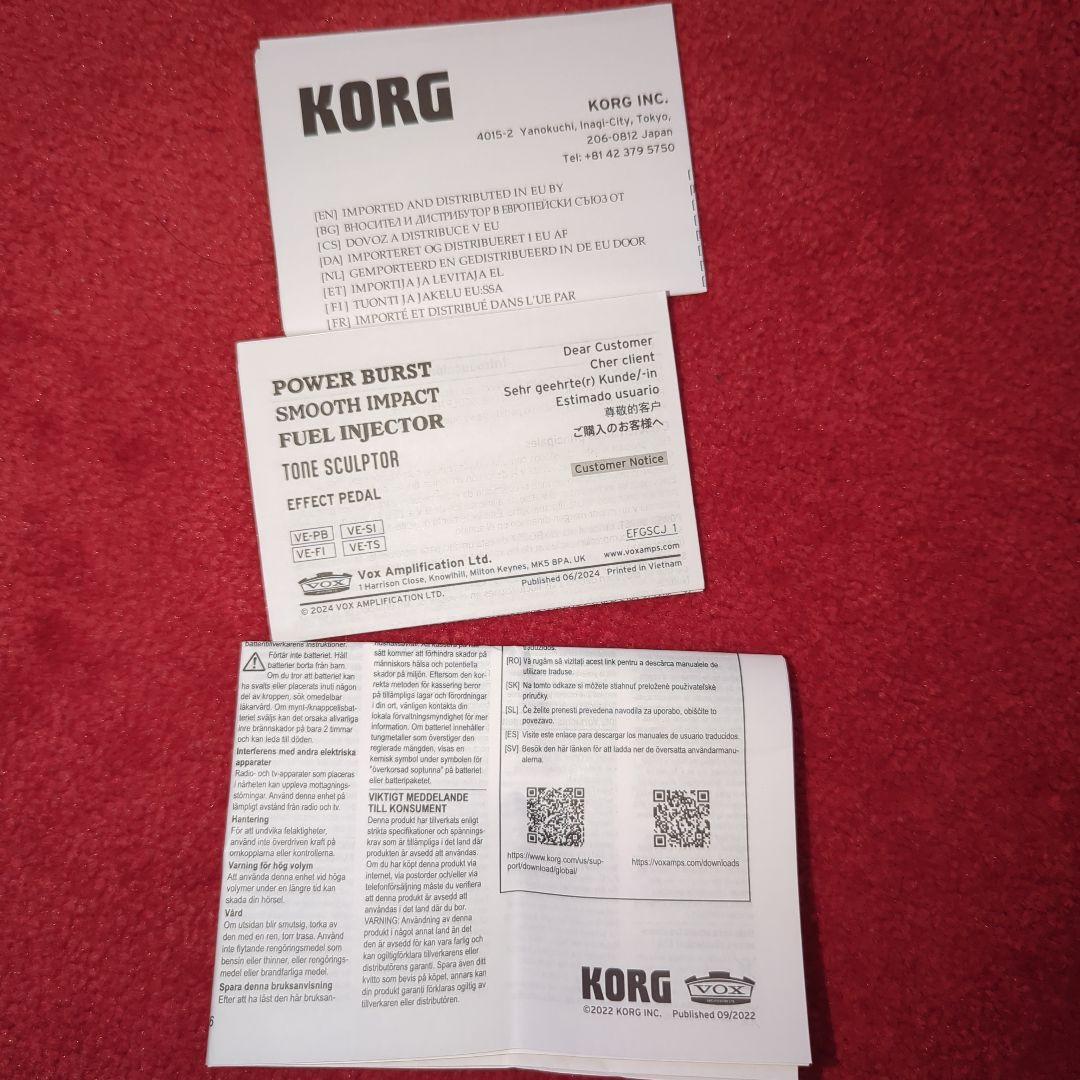 KORG
KORG INC.
4015-2 Yanokuchi, Inagi-City, Tokyo,
206-0812 Japan
Tel: +81 42 379 5750
[EN] IMPORTED AND DISTRIBUTED IN EU BY
[BG] ВНОСИТЕЛ И ДИСТРИБУТОР В ЕВРОПЕЙСКИ СЪЮЗ ОТ
[CS] DOVOZ A DISTRIBUCE V EU
[DA] IMPORTERET OG DISTRIBUERET I EU AF
[NL] GEMPORTEERD EN GEDISTRIBUEERD IN DE EU DOOR
[ET] IMPORTIJA JA LEVITAJA EL
[FI] TUONTI JA JAKELU EU:SSA
[FR] IMPORTÉ ET DISTRIBUÉ DANS L'UE PAR
POWER BURST
SMOOTH IMPACT
FUEL INJECTOR
TONE SCULPTOR
EFFECT PEDAL
VE-PB VE-SI
VE-FI VE-TS
Dear Customer
Cher client
Sehr geehrte(r) Kunde/-in
Estimado usuario
尊敬的客户
ご購入のお客様へ
Customer Notice
EFGSCJ 1
VOX
Vox Amplification Ltd.
1 Harrison Close, Knowlhill, Milton Keynes, MK5 8PA. UK www.voxamps.com
© 2024 VOX AMPLIFICATION LTD. Published 06/2024 Printed in Vietnam
batteritillverkarens instruktioner.
Förtär inte batteriet. Håll
batterier borta från barn.
Om du tror att batteriet kan
ha svalts eller placerats inuti någon
del av kroppen, sök omedelbar
läkarvård. Om mynt-/knappcellsbat-
teriet sväljs kan det orsaka allvarliga
inre brännskador på bara 2 timmar
och kan leda till döden.
Interferens med andra elektriska
apparater
Radio- och tv-apparater som placeras
i närheten kan uppleva mottagnings-
störningar. Använd denna enhet på
lämpligt avstånd från radio och tv.
Hantering
För att undvika felaktigheter,
använd inte överdriven kraft på
omkopplarna eller kontrollerna.
Varning för hög volym
Att använda denna enhet vid höga
volymer under en längre tid kan
skada din hörsel.
Vård
Om utsidan blir smutsig, torka av
den med en ren, torr trasa. Använd
inte flytande rengöringsmedel som
bensin eller thinner, eller rengörings-
medel eller brandfarliga medel.
Spara denna bruksanvisning
Efter att ha läst den här bruksan-
6
sätt kommer att förhindra skador på
människors hälsa och potentiella
skador på miljön. Eftersom den kor-
rekta metoden för kassering beror
på tillämpliga lagar och förordningar
i din ort, vänligen kontakta din
lokala förvaltningsmyndighet för mer
information. Om batteriet innehåller
tungmetaller som överstiger den
reglerade mängden, visas en
kemisk symbol under symbolen för
"överkorsad soptunna" på batteriet
eller batteripaketet.
VIKTIGT MEDDELANDE
TILL KONSUMENT
Denna produkt har tillverkats enligt
strikta specifikationer och spännings-
krav som är tillämpliga i det land där
produkten är avsedd att användas.
Om du har köpt denna produkt via
internet, via postorder och/eller via
telefonförsäljning måste du verifiera
att denna produkt är avsedd att
användas i det land där du bor.
VARNING: Användning av denna
produkt i något annat land än det
den är avsedd för kan vara farlig och
kan ogiltigförklara tillverkarens eller
distributörens garanti. Spara även ditt
kvitto som bevis på köpet, annars kan
din produkt garanti förklaras ogiltig av
tillverkaren eller distributören.
traduzidos.
[RO] Vă rugăm să vizitați acest link pentru a descărca manualele de
utilizare traduse.
[SK] Na tomto odkaze si môžete stiahnuť preložené používateľské
príručky.
[SL] Če želite prenesti prevedena navodila za uporabo, obiščite to
povezavo.
[ES] Visite este enlace para descargar los manuales de usuario traducidos.
[SV] Besök den här länken för att ladda ner de översatta användarmanu-
alerna.
https://www.korg.com/us/sup-
port/download/global/
https://voxamps.com/downloads
KORG VOX
©2022 KORG INC. Published 09/2022